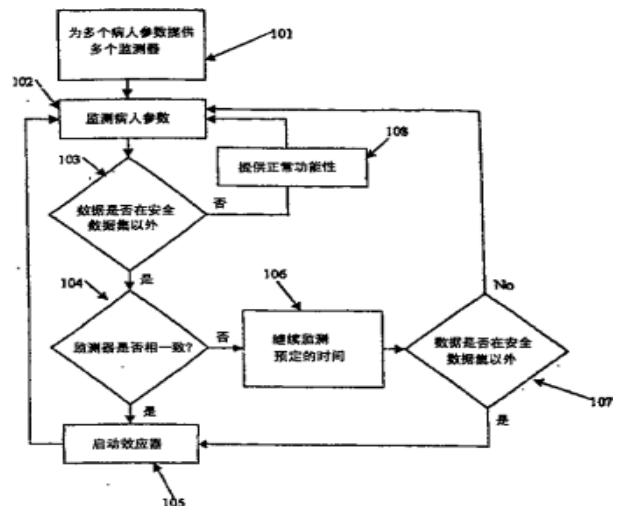 为多个病人参数提供
多个监测器
101
102
监测病人参数
108
提供正常功能性
103
数据是否在安全
数据集以外
否
是
104
监测器是否相一致?
否
106
继续监测
预定的时间
No
数据是否在安全
数据集以外
107
是
是
启动效应器
105